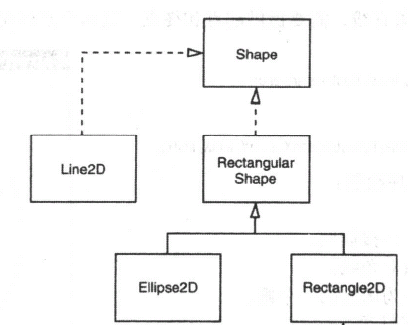 Shape
Line2D
Rectangular
Shape
Ellipse2D
Rectangle2D